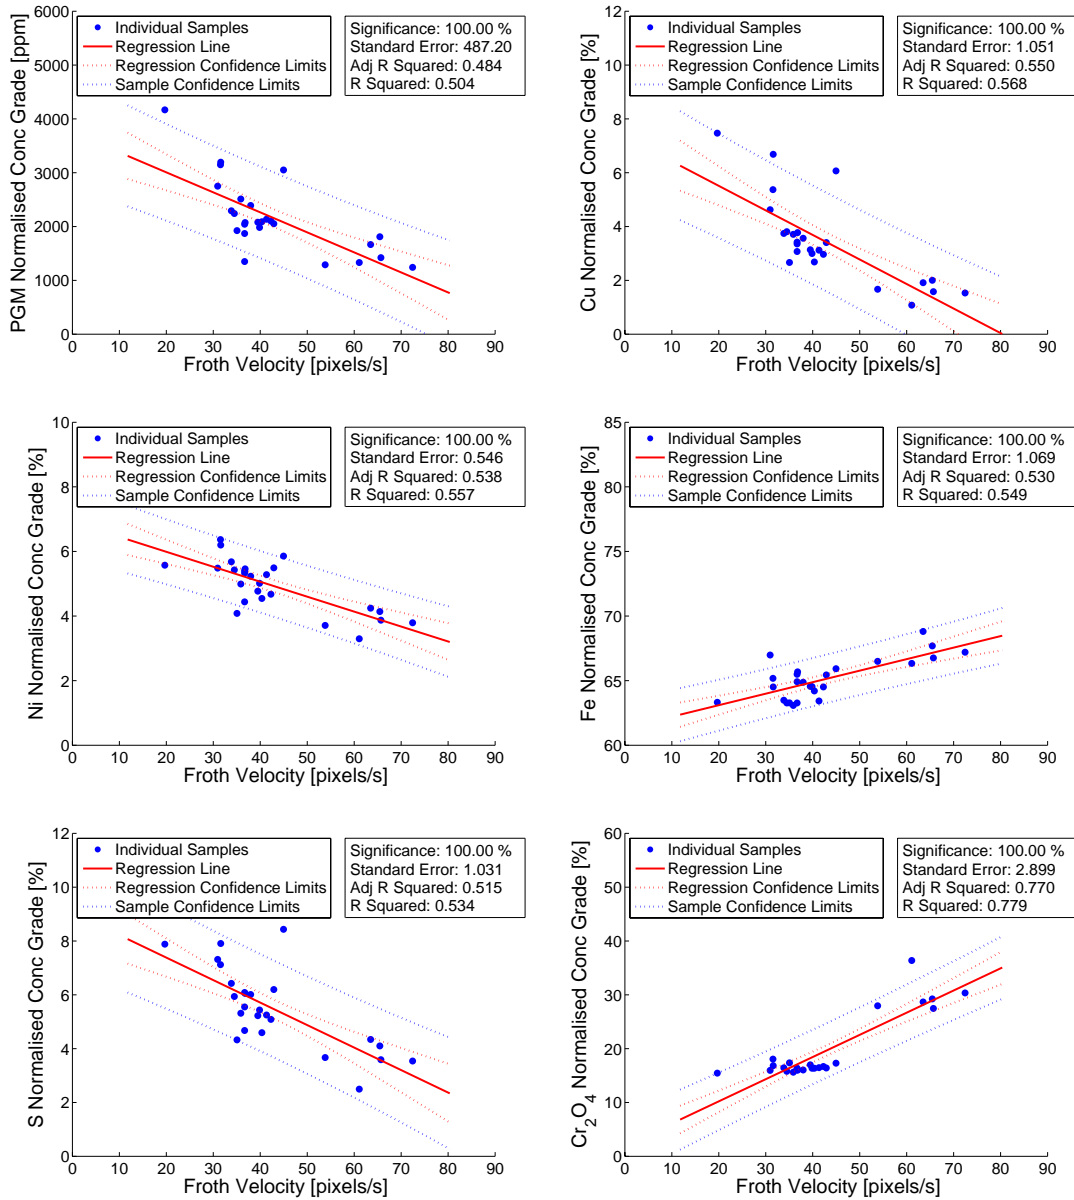 PGM Normalised Conc Grade [ppm]
6000
5000
4000
3000
2000
1000
0
Individual Samples
Regression Line
Regression Confidence Limits
Sample Confidence Limits
Significance: 100.00 %
Standard Error: 487.20
Adj R Squared: 0.484
R Squared: 0.504
0 10 20 30 40 50 60 70 80 90
Froth Velocity [pixels/s]
Cu Normalised Conc Grade [%]
12
10
8
6
4
2
0
Individual Samples
Regression Line
Regression Confidence Limits
Sample Confidence Limits
Significance: 100.00 %
Standard Error: 1.051
Adj R Squared: 0.550
R Squared: 0.568
0 10 20 30 40 50 60 70 80 90
Froth Velocity [pixels/s]
Ni Normalised Conc Grade [%]
10
8
6
4
2
0
Individual Samples
Regression Line
Regression Confidence Limits
Sample Confidence Limits
Significance: 100.00 %
Standard Error: 0.546
Adj R Squared: 0.538
R Squared: 0.557
0 10 20 30 40 50 60 70 80 90
Froth Velocity [pixels/s]
Fe Normalised Conc Grade [%]
85
80
75
70
65
60
Individual Samples
Regression Line
Regression Confidence Limits
Sample Confidence Limits
Significance: 100.00 %
Standard Error: 1.069
Adj R Squared: 0.530
R Squared: 0.549
0 10 20 30 40 50 60 70 80 90
Froth Velocity [pixels/s]
S Normalised Conc Grade [%]
12
10
8
6
4
2
0
Individual Samples
Regression Line
Regression Confidence Limits
Sample Confidence Limits
Significance: 100.00 %
Standard Error: 1.031
Adj R Squared: 0.515
R Squared: 0.534
0 10 20 30 40 50 60 70 80 90
Froth Velocity [pixels/s]
Cr₂O₄ Normalised Conc Grade [%]
60
50
40
30
20
10
0
Individual Samples
Regression Line
Regression Confidence Limits
Sample Confidence Limits
Significance: 100.00 %
Standard Error: 2.899
Adj R Squared: 0.770
R Squared: 0.779
0 10 20 30 40 50 60 70 80 90
Froth Velocity [pixels/s]